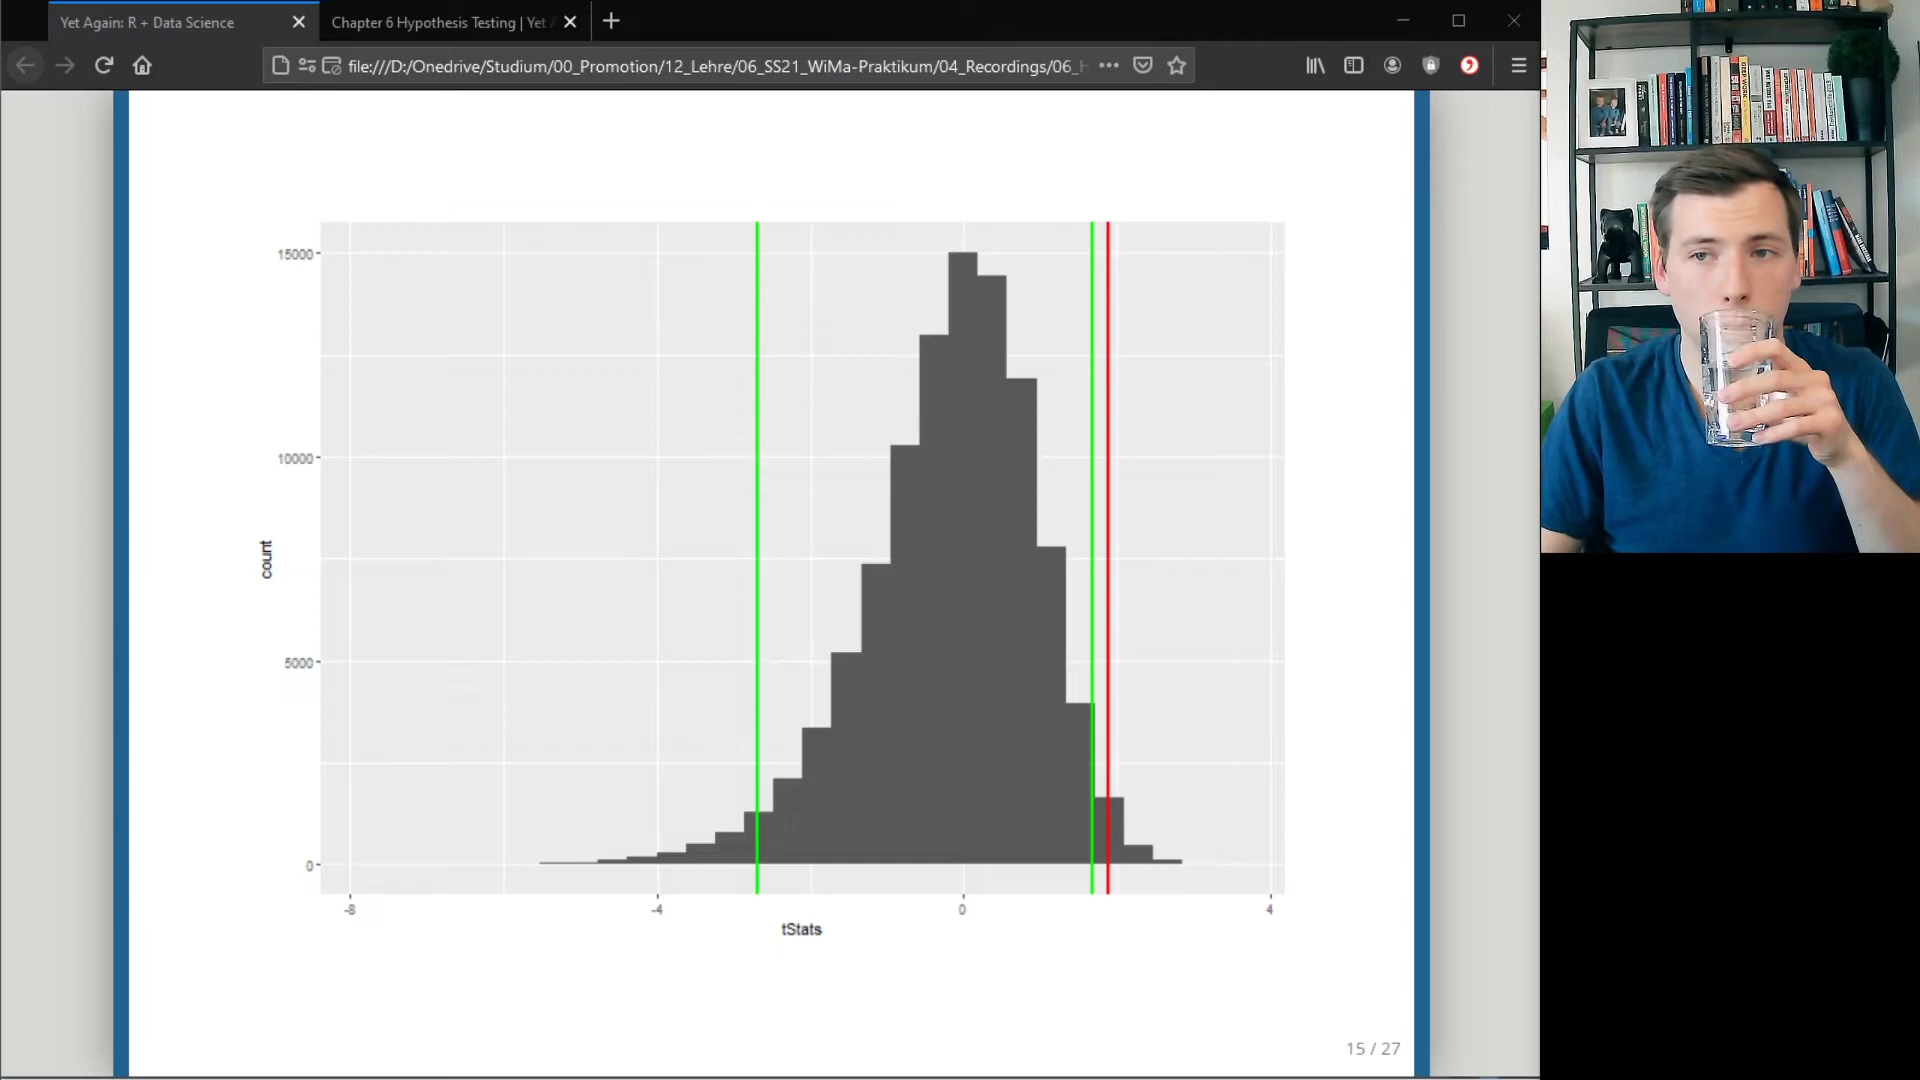 Yet Again: R + Data Science
Chapter 6 Hypothesis Testing | Yet A
file:///D:/Onedrive/Studium/00_Promotion/12_Lehre/06_SS21_WiMa-Praktikum/04_Recordings/06_H
15000
10000
5000
0
count
-8
-4
0
4
tStats
15 / 27